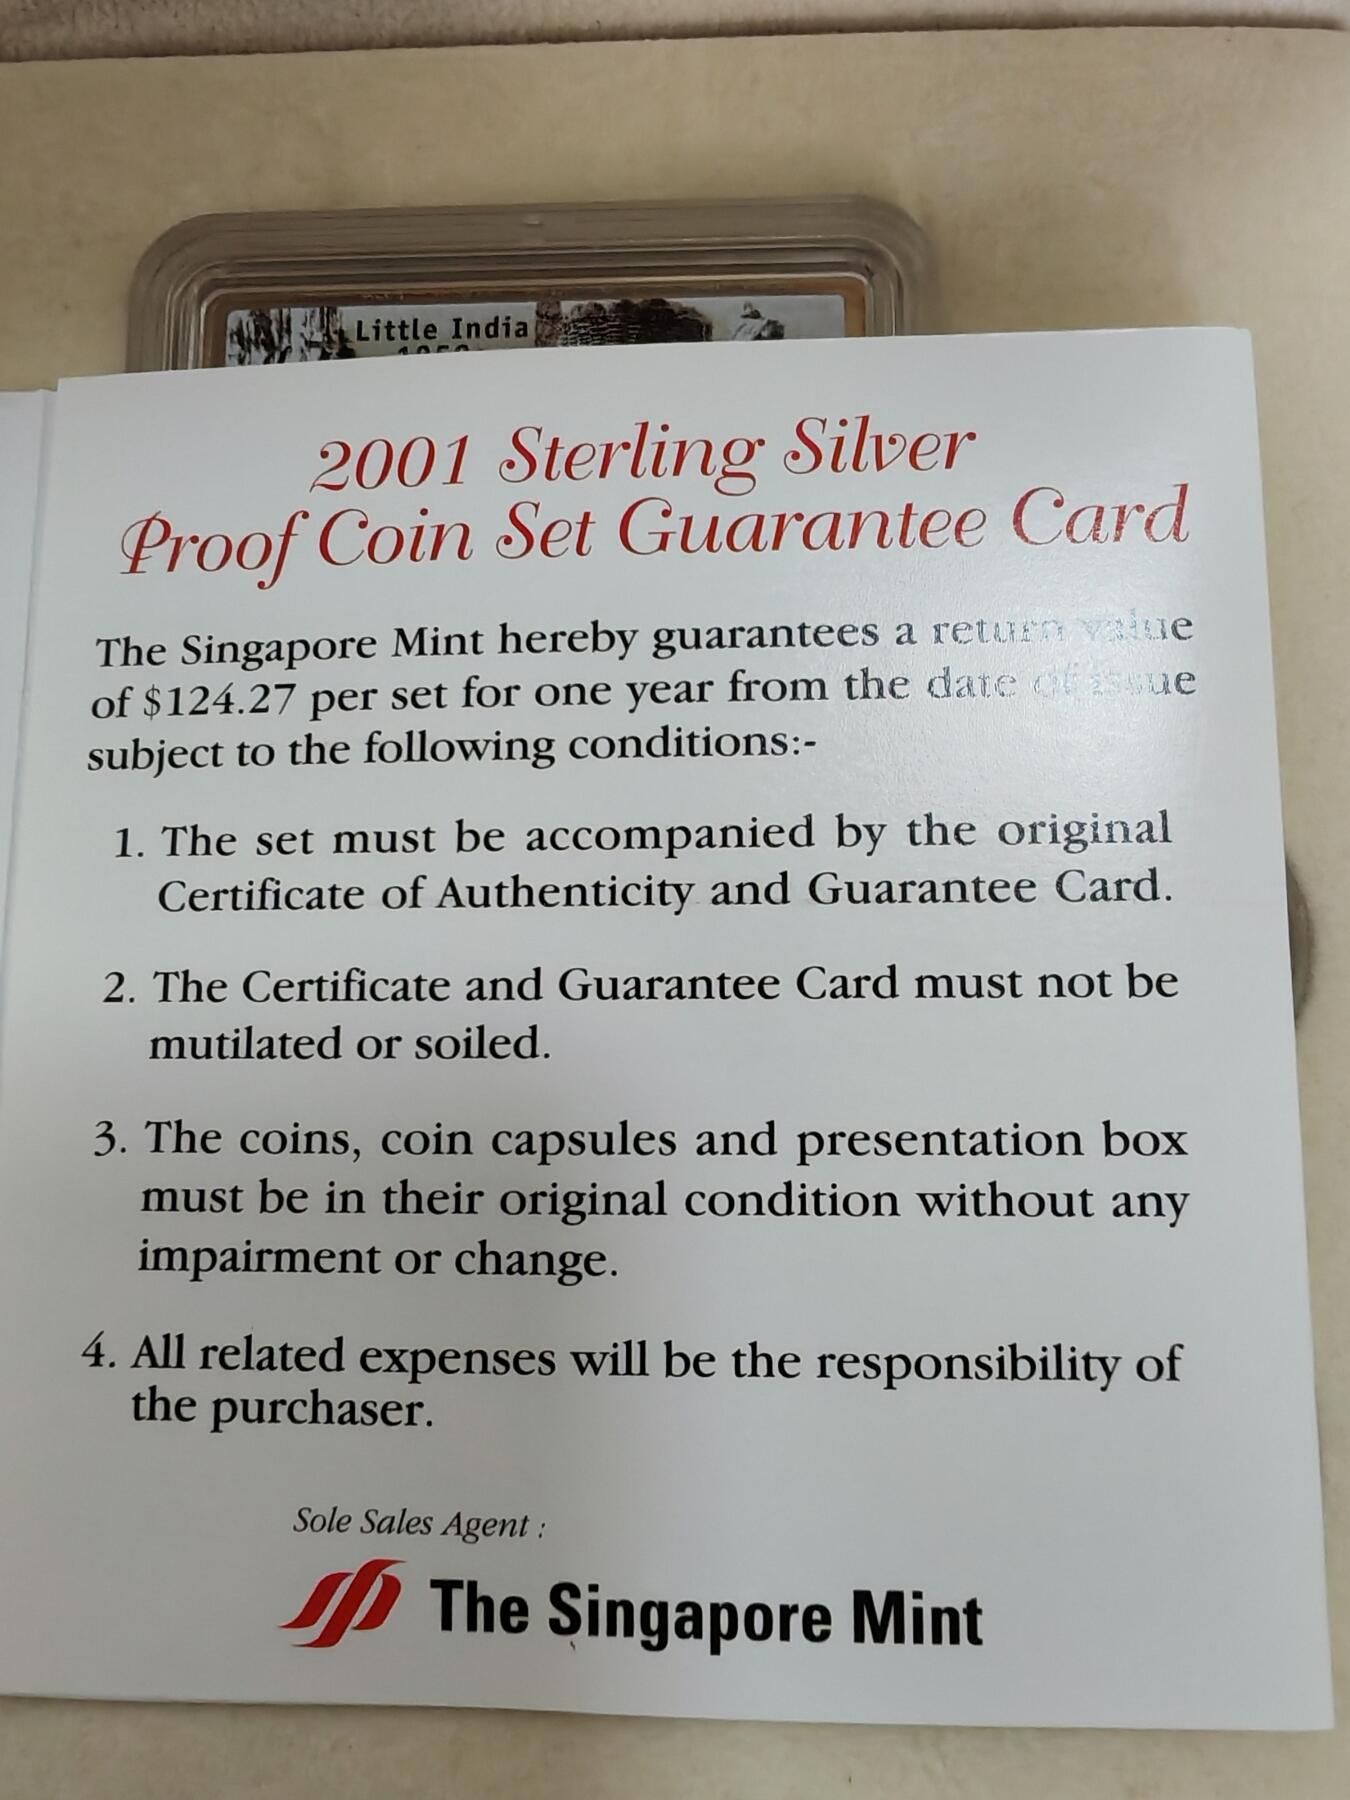 Little India
2001 Sterling Silver
Proof Coin Set Guarantee Card
The Singapore Mint hereby guarantees a return value
of $124.27 per set for one year from the date of issue
subject to the following conditions:-
1. The set must be accompanied by the original
Certificate of Authenticity and Guarantee Card.
2. The Certificate and Guarantee Card must not be
mutilated or soiled.
3. The coins, coin capsules and presentation box
must be in their original condition without any
impairment or change.
4. All related expenses will be the responsibility of
the purchaser.
Sole Sales Agent :
The Singapore Mint